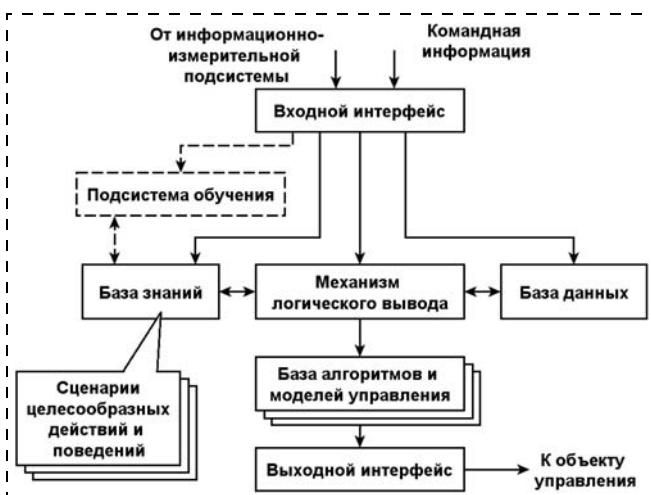 От информационно-
измерительной
подсистемы
Командная
информация
Входной интерфейс
Подсистема обучения
База знаний
Механизм
логического вывода
База данных
Сценарии
целесообразных
действий и
поведений
База алгоритмов и
моделей управления
Выходной интерфейс
К объекту
управления